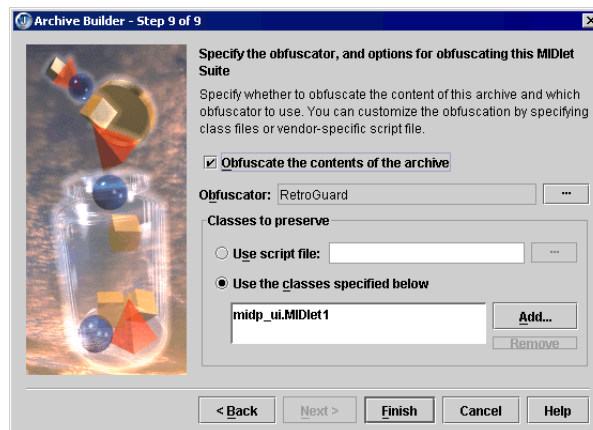 Archive Builder - Step 9 of 9
Specify the obfuscator, and options for obfuscating this MIDlet
Suite
Specify whether to obfuscate the content of this archive and which
obfuscator to use. You can customize the obfuscation by specifying
class files or vendor-specific script file.
Obfuscate the contents of the archive
Obfuscator: RetroGuard ...
Classes to preserve
Use script file: ...
Use the classes specified below
midp_ui.MIDlet1
Add...
Remove
< Back Next > Finish Cancel Help